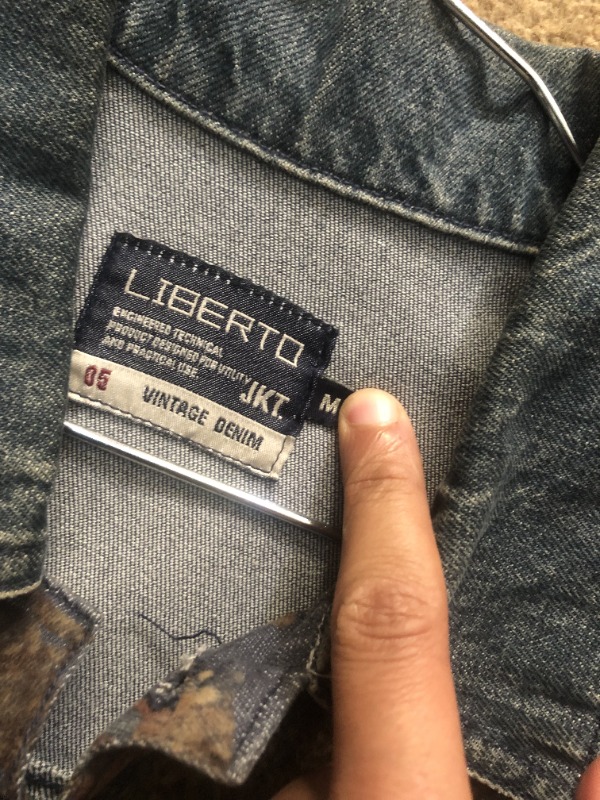 LIBERTO
ENGINEERED TECHNICAL
PRODUCT DESIGNED FOR UTILITY
AND PRACTICAL USE
JKT.
05 VINTAGE DENIM
M